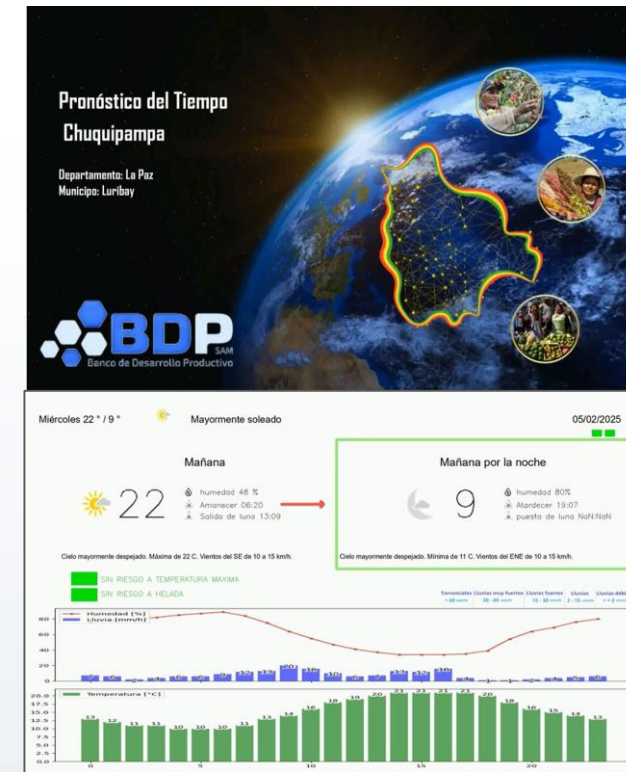 Pronóstico del Tiempo
Chuquipampa
Departamento: La Paz
Municipo: Luribay
BDP
SAM
Banco de Desarrollo Productivo
Miércoles 22 ° / 9 ° Mayormente soleado 05/02/2025
Mañana Mañana por la noche
22 humedad 48 % 9 humedad 80%
Amanecer 06:20 Atardecer 19:07
Salida de luna 13:09 puesta de luna NaN:NaN
Cielo mayormente despejado. Máxima de 22 C. Vientos del SE de 10 a 15 km/h. Cielo mayormente despejado. Mínima de 11 C. Vientos del ENE de 10 a 15 km/h.
SIN RIESGO A TEMPERATURA MAXIMA
SIN RIESGO A HELADA
Torrenciales Lluvias muy fuertes Lluvias fuertes Lluvias Lluvias
Humedad [%]
Lluvia [mm/h]
80
60
40
20
0
Temperatura [°C]
20.0
17.5
15.0
12.5
10.0
7.5
5.0
2.5
0.0
13 12 11 11 10 10 10 11 13 14 16 18 19 20 21 21 21 21 20 18 16 15 14 13
0 5 10 15 20